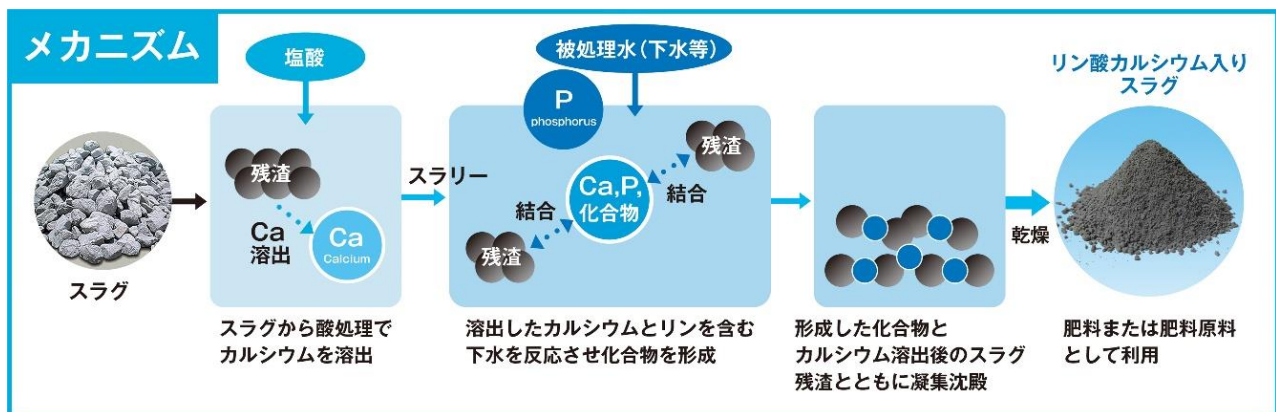 メカニズム
塩酸
被処理水(下水等)
リン酸カルシウム入り
スラグ
P
phosphorus
残渣
残渣
スラリー
Ca,P,
化合物
結合
結合
Ca
溶出
Ca
Calcium
残渣
乾燥
スラグ
スラグから酸処理で
カルシウムを溶出
溶出したカルシウムとリンを含む
下水を反応させ化合物を形成
形成した化合物と
カルシウム溶出後のスラグ
残渣とともに凝集沈殿
肥料または肥料原料
として利用